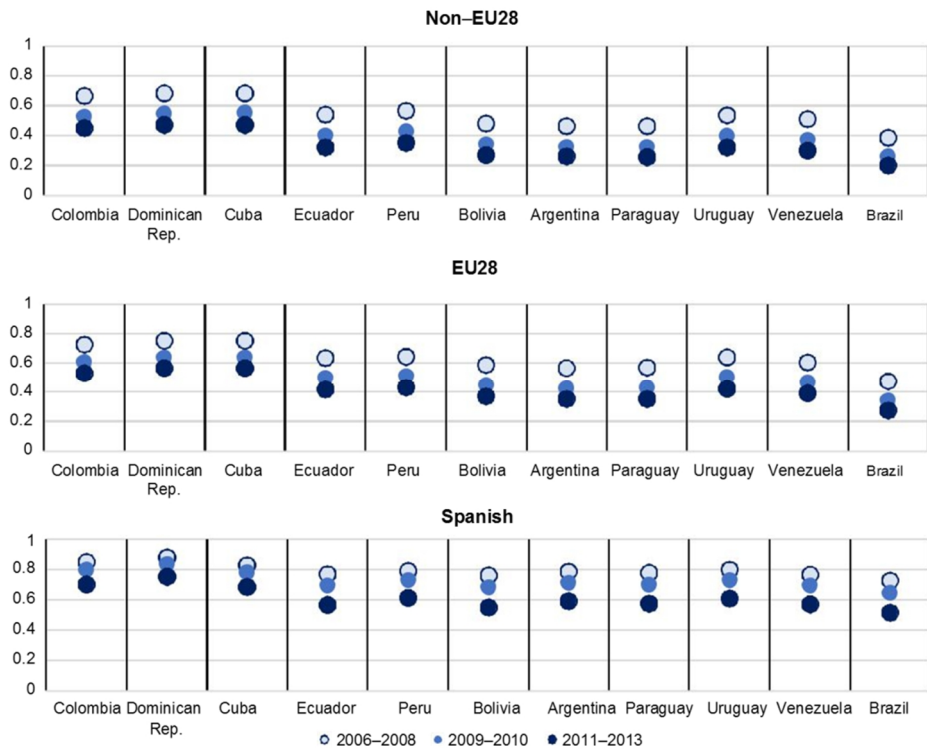 Non–EU28
1
0.8
0.6
0.4
0.2
0
Colombia Dominican Rep. Cuba Ecuador Peru Bolivia Argentina Paraguay Uruguay Venezuela Brazil
EU28
1
0.8
0.6
0.4
0.2
0
Colombia Dominican Rep. Cuba Ecuador Peru Bolivia Argentina Paraguay Uruguay Venezuela Brazil
Spanish
1
0.8
0.6
0.4
0.2
0
Colombia Dominican Rep. Cuba Ecuador Peru Bolivia Argentina Paraguay Uruguay Venezuela Brazil
2006–2008 2009–2010 2011–2013